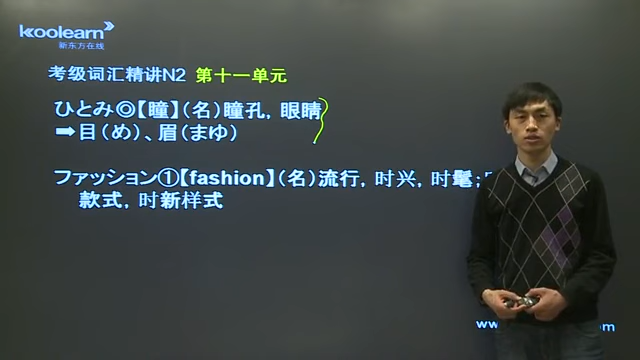 koolearn
新东方在线
考级词汇精讲N2 第十一单元
ひとみ◎【瞳】（名）瞳孔，眼睛
➡目（め）、眉（まゆ）
ファッション①【fashion】（名）流行，时兴，时髦；
款式，时新样式